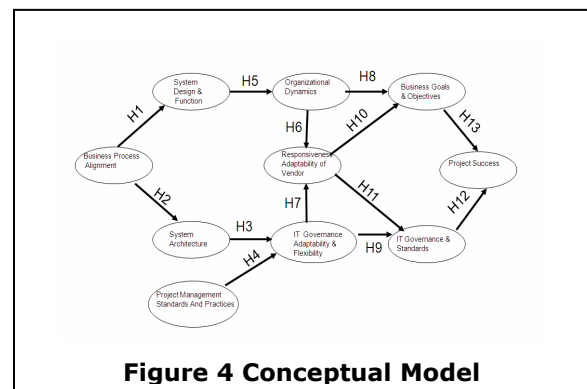 System
Design &
Function
H5
Organizational
Dynamics
H8
Business Goals
& Objectives
H1
H6
H10
H13
Business Process
Alignment
Responsiveness
Adaptability of
Vendor
Project Success
H2
H7
H11
H12
System
Architecture
H3
IT Governance
Adaptability &
Flexibility
H9
IT Governance &
Standards
H4
Project Management
Standards And Practices
Figure 4 Conceptual Model